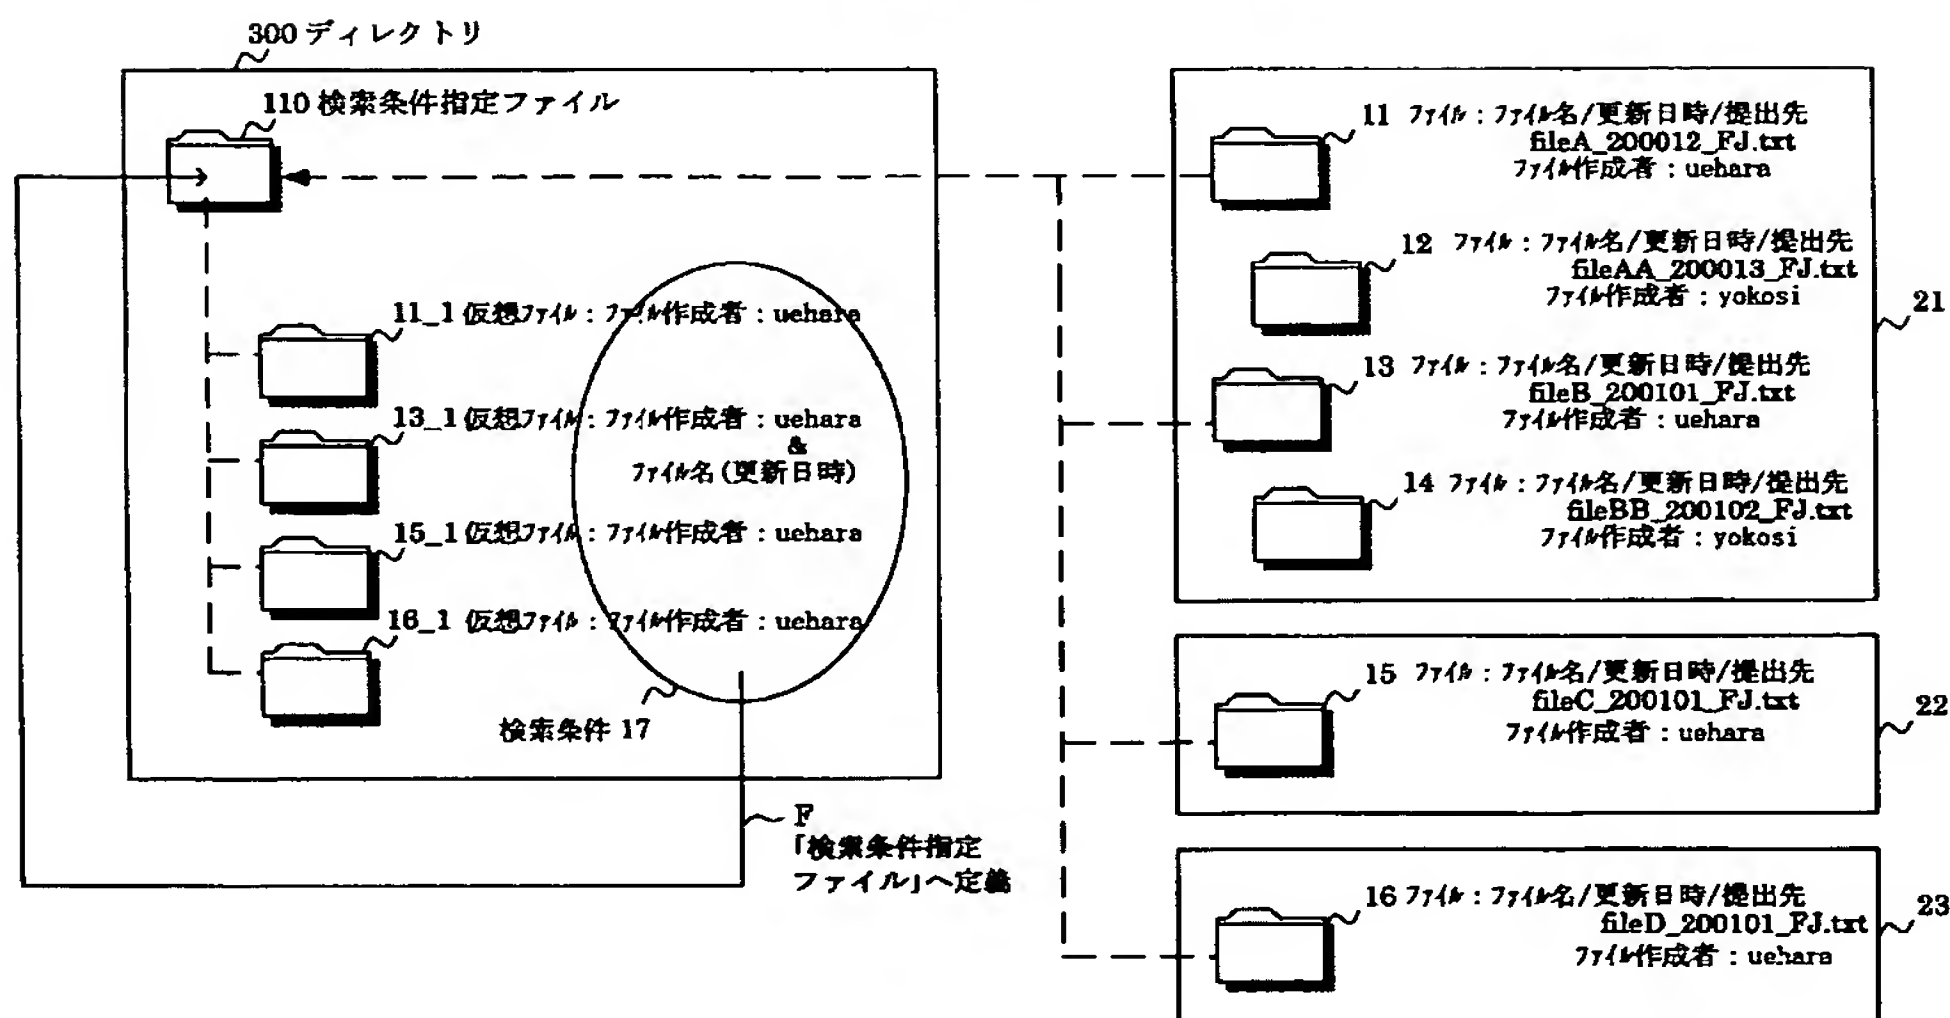 300 ディレクトリ
110 検索条件指定ファイル
11_1 仮想ファイル：ファイル作成者：uehara
13_1 仮想ファイル：ファイル作成者：uehara
&
ファイル名(更新日時)
15_1 仮想ファイル：ファイル作成者：uehara
16_1 仮想ファイル：ファイル作成者：uehara
検索条件 17
F
「検索条件指定
ファイル」へ定義
11 ファイル：ファイル名/更新日時/提出先
fileA_200012_FJ.txt
ファイル作成者：uehara
12 ファイル：ファイル名/更新日時/提出先
fileAA_200013_FJ.txt
ファイル作成者：yokosi
21
13 ファイル：ファイル名/更新日時/提出先
fileB_200101_FJ.txt
ファイル作成者：uehara
14 ファイル：ファイル名/更新日時/提出先
fileBB_200102_FJ.txt
ファイル作成者：yokosi
15 ファイル：ファイル名/更新日時/提出先
fileC_200101_FJ.txt
ファイル作成者：uehara
22
16 ファイル：ファイル名/更新日時/提出先
fileD_200101_FJ.txt
ファイル作成者：uehara
23